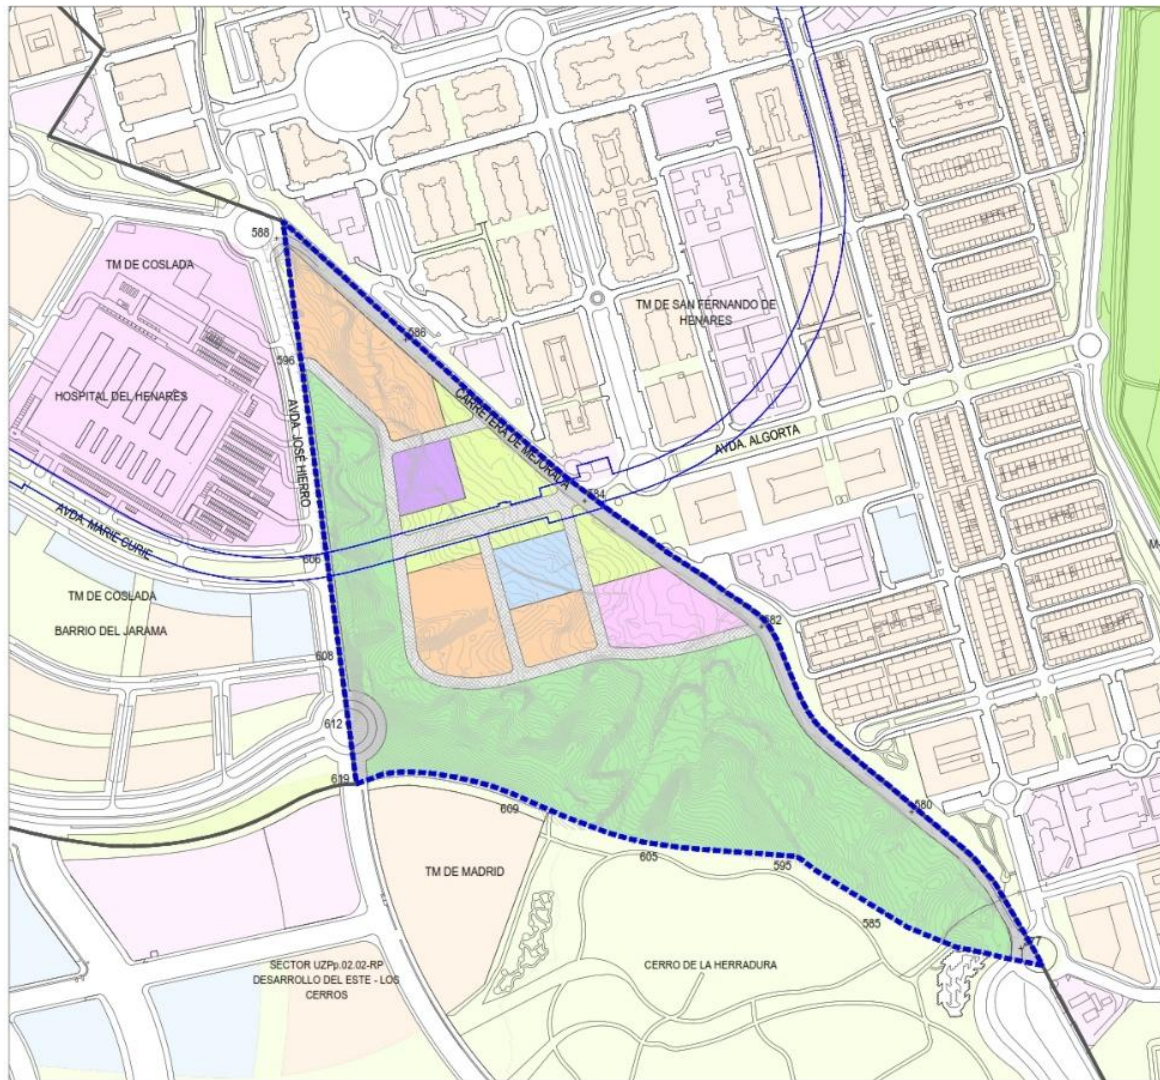 588
TM DE COSLADA
586
TM DE SAN FERNANDO DE
HENARES
596
HOSPITAL DEL HENARES
AVDA. JOSÉ HIERRO
CARRETERA DE MEJORADA
AVDA. ALGORTA
584
AVDA. MARIE CURIE
606
TM DE COSLADA
BARRIO DEL JARAMA
582
608
612
619
609
580
605
595
TM DE MADRID
585
CERRO DE LA HERRADURA
SECTOR UZPp.02.02-RP
DESARROLLO DEL ESTE - LOS
CERROS